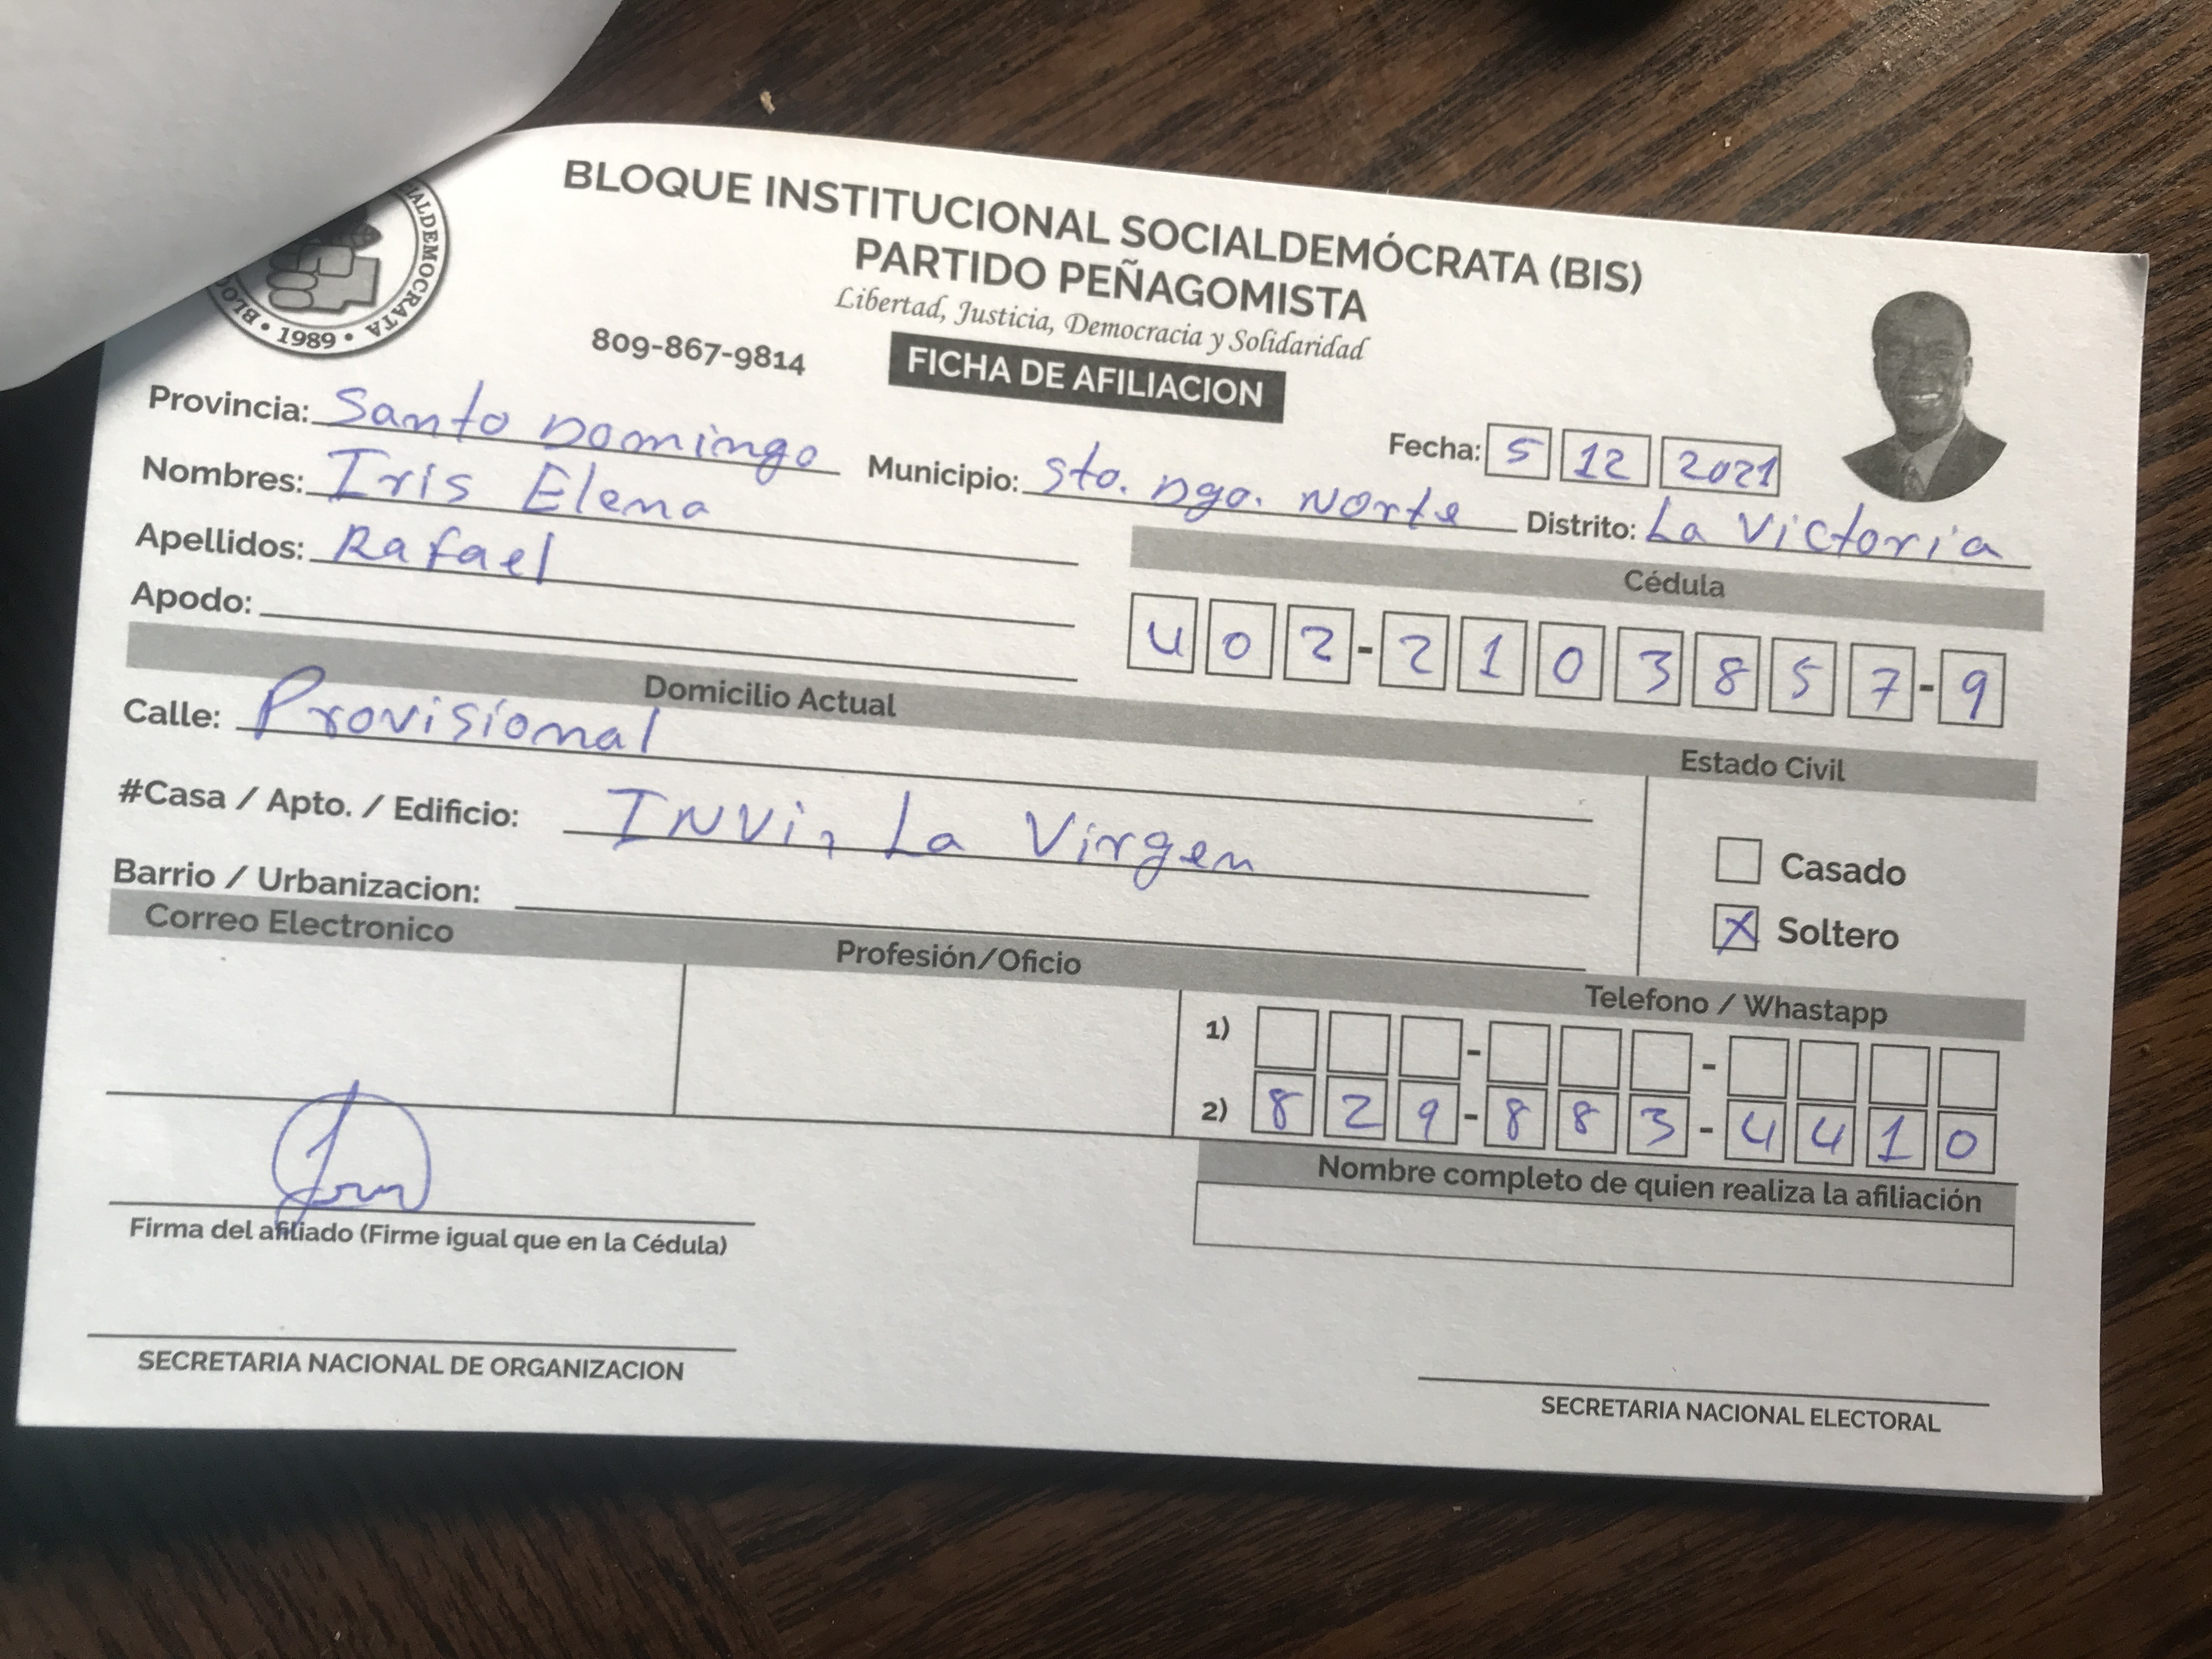 BLOQUE INSTITUCIONAL SOCIALDEMÓCRATA (BIS)
PARTIDO PEÑAGOMISTA
Libertad, Justicia, Democracia y Solidaridad
809-867-9814
FICHA DE AFILIACION
1989
Fecha: 5 12 2021
Provincia: Santo Domingo Municipio: Sto. Dgo. Norte Distrito: La Victoria
Nombres: Iris Elena
Apellidos: Rafael
Apodo:
Cédula
402-2103857-9
Domicilio Actual
Calle: Provisional
#Casa / Apto. / Edificio: INVI, La Virgen
Barrio / Urbanizacion:
Estado Civil
Casado
X Soltero
Correo Electronico
Profesión/Oficio
Telefono / Whastapp
1) - -
2) 829-883-4410
Nombre completo de quien realiza la afiliación
Firma del afiliado (Firme igual que en la Cédula)
SECRETARIA NACIONAL DE ORGANIZACION
SECRETARIA NACIONAL ELECTORAL